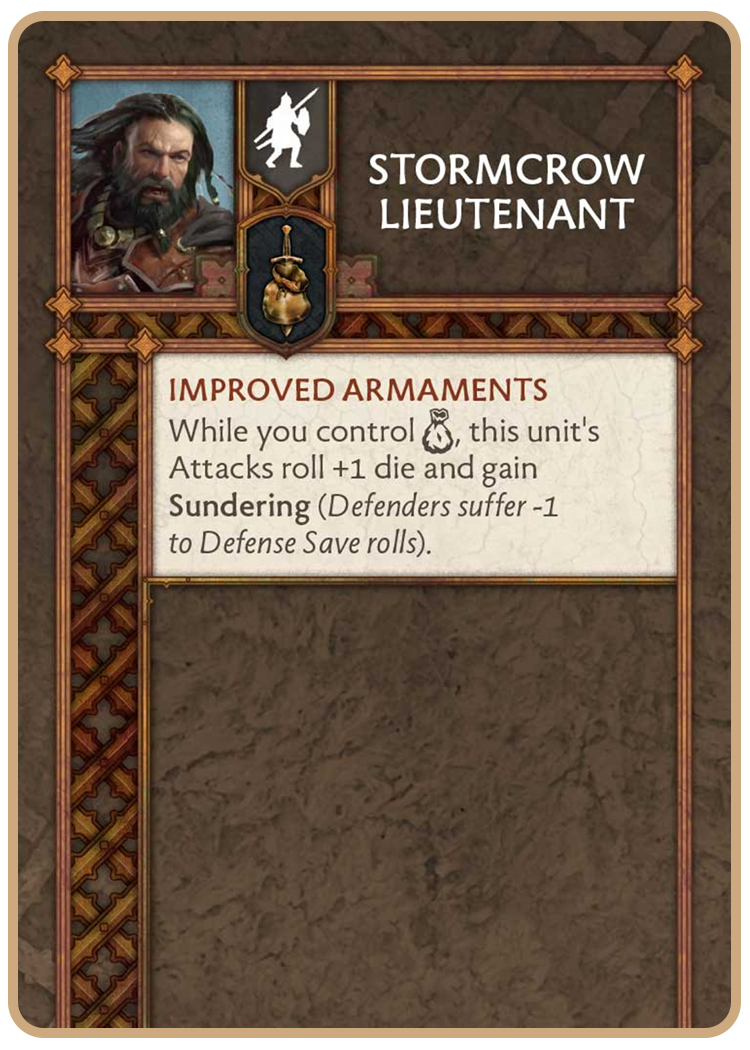 STORMCROW
LIEUTENANT
IMPROVED ARMAMENTS
While you control , this unit's
Attacks roll +1 die and gain
Sundering (Defenders suffer -1
to Defense Save rolls).